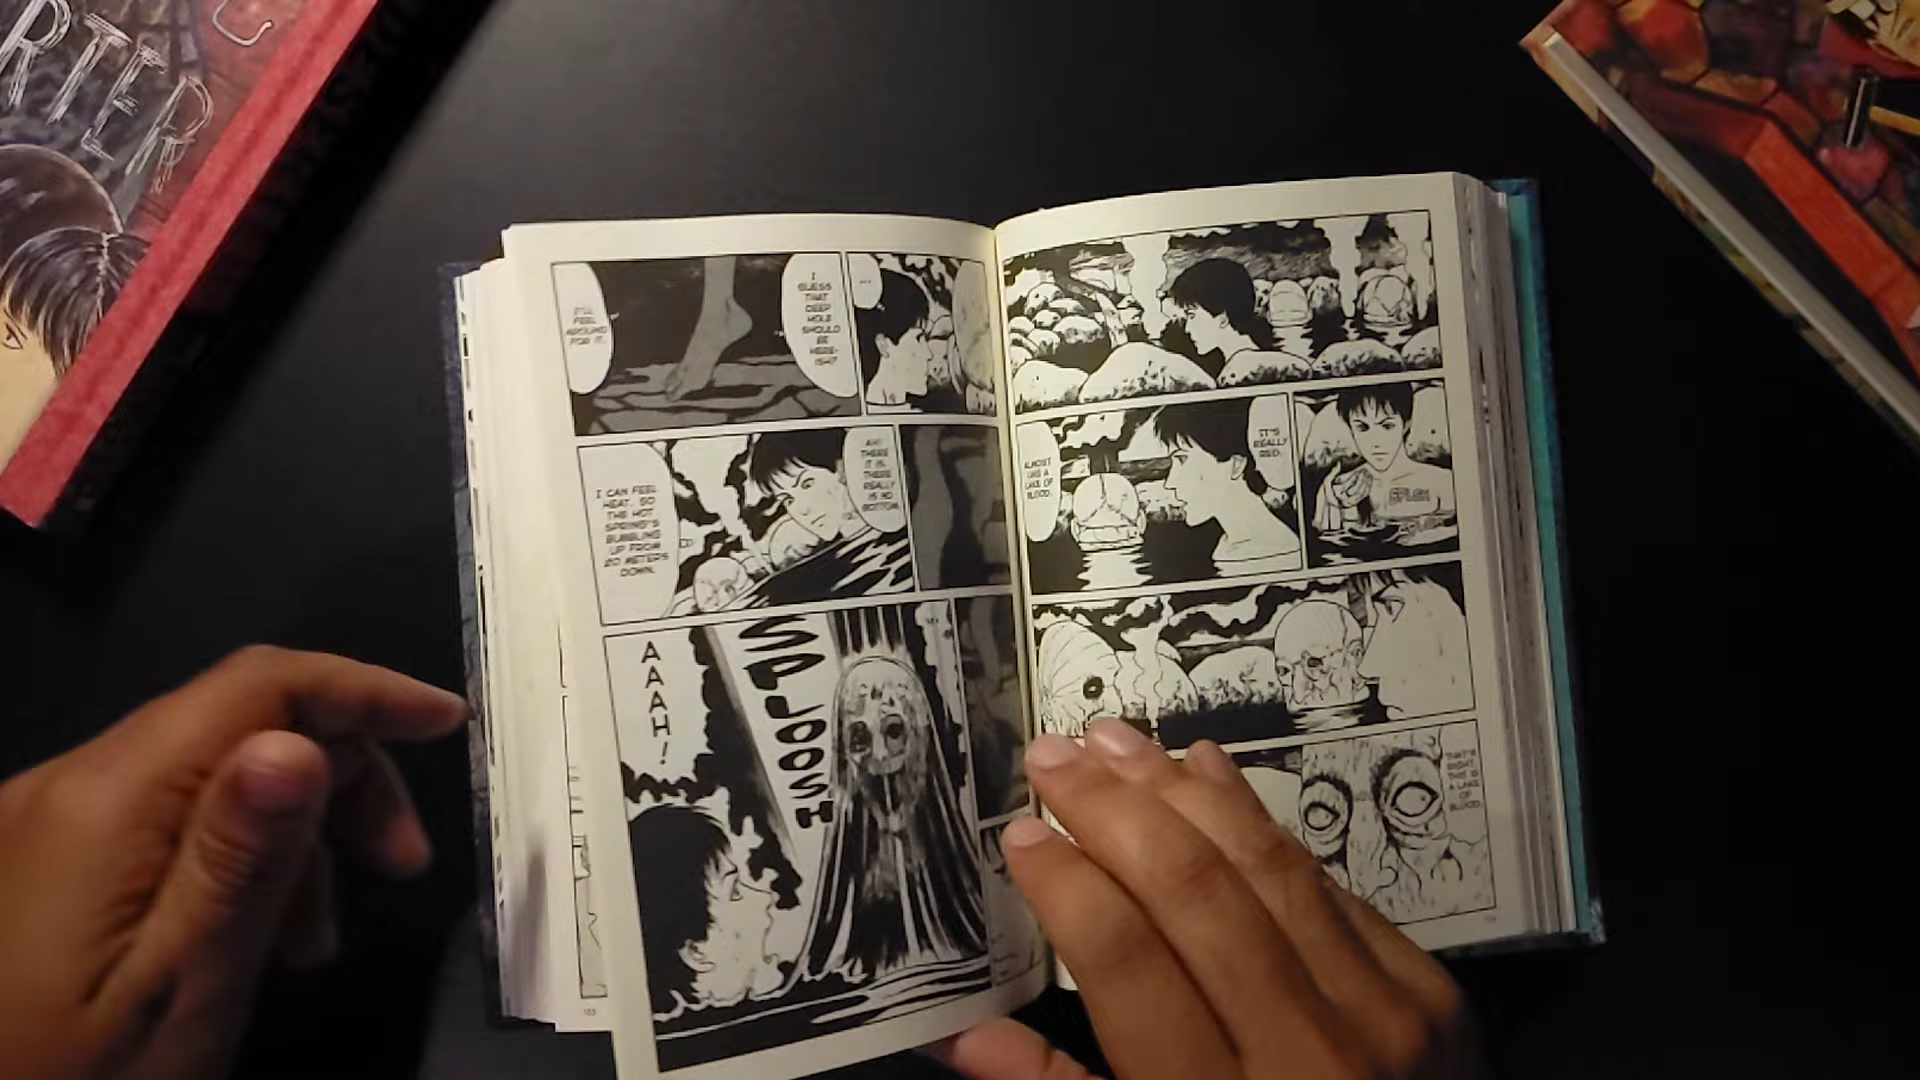 RTER
ALMOST
LIKE A
LAKE OF
BLOOD.
IT'S
REALLY
RED.
SPLSH
THAT'S
RIGHT.
THIS IS
A LAKE
OF
BLOOD.
...
I
GUESS
THAT
DEEP
HOLE
SHOULD
BE
HERE-
ISH?
I'LL
FEEL
AROUND
FOR IT.
AH!
THERE
IT IS.
THERE
REALLY
IS NO
BOTTOM.
I CAN FEEL
HEAT. SO
THE HOT
SPRING'S
BUBBLING
UP FROM
20 METERS
DOWN.
SPLOOSH
AAAH!